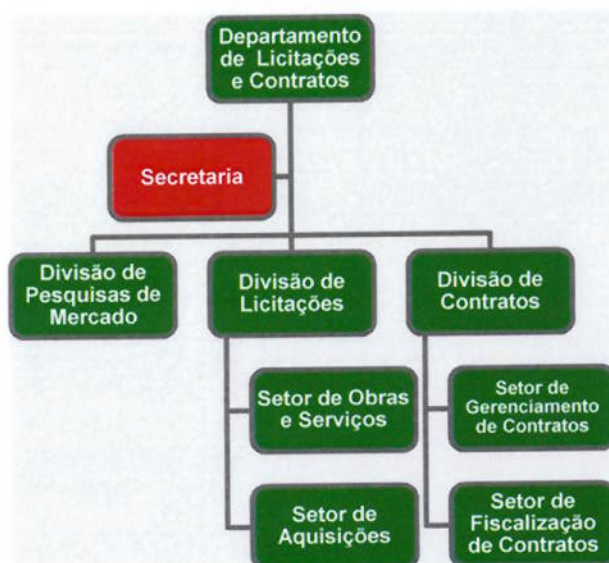 Departamento
de Licitações
e Contratos
Secretaria
Divisão de
Pesquisas de
Mercado
Divisão de
Licitações
Divisão de
Contratos
Setor de Obras
e Serviços
Setor de
Gerenciamento
de Contratos
Setor de
Aquisições
Setor de
Fiscalização
de Contratos